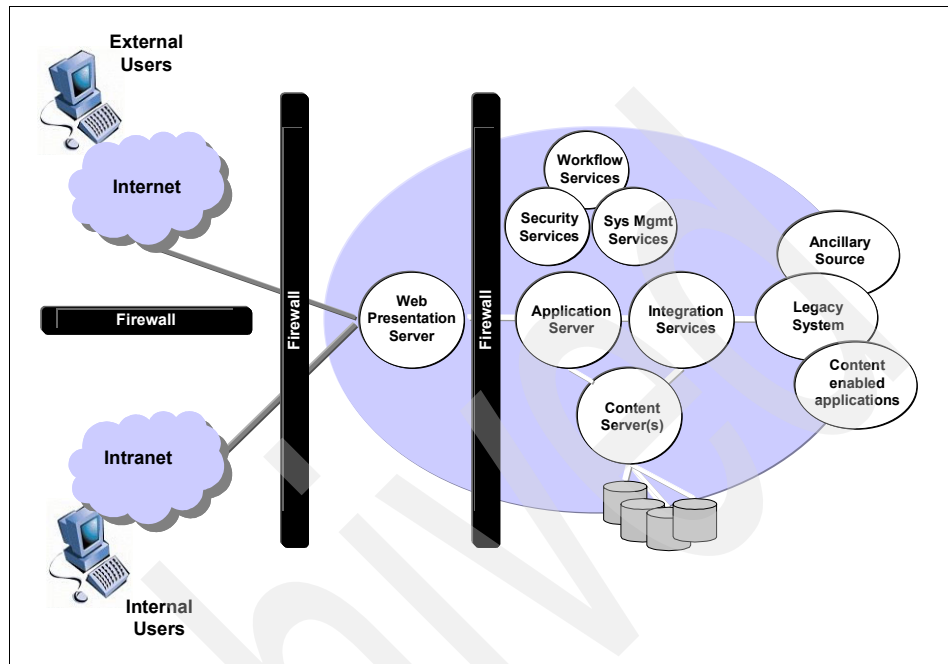 External
Users
Internet
Firewall
Intranet
Internal
Users
Firewall
Web
Presentation
Server
Firewall
Workflow
Services
Security
Services
Sys Mgmt
Services
Application
Server
Integration
Services
Content
Server(s)
Ancillary
Source
Legacy
System
Content
enabled
applications